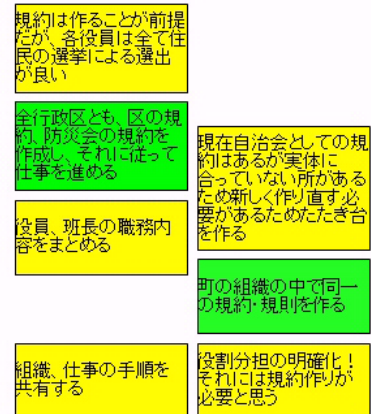 規約は作ることが前提
だが、各役員は全て住
民の選挙による選出
が良い
全行政区とも、区の規
約、防災会の規約を
作成し、それに従って
仕事を進める
役員、班長の職務内
容をまとめる
組織、仕事の手順を
共有する
現在自治会としての規
約はあるが実体に
合っていない所がある
ため新しく作り直す必
要があるためたたき台
を作る
町の組織の中で同一
の規約・規則を作る
役割分担の明確化！
それには規約作りが
必要と思う